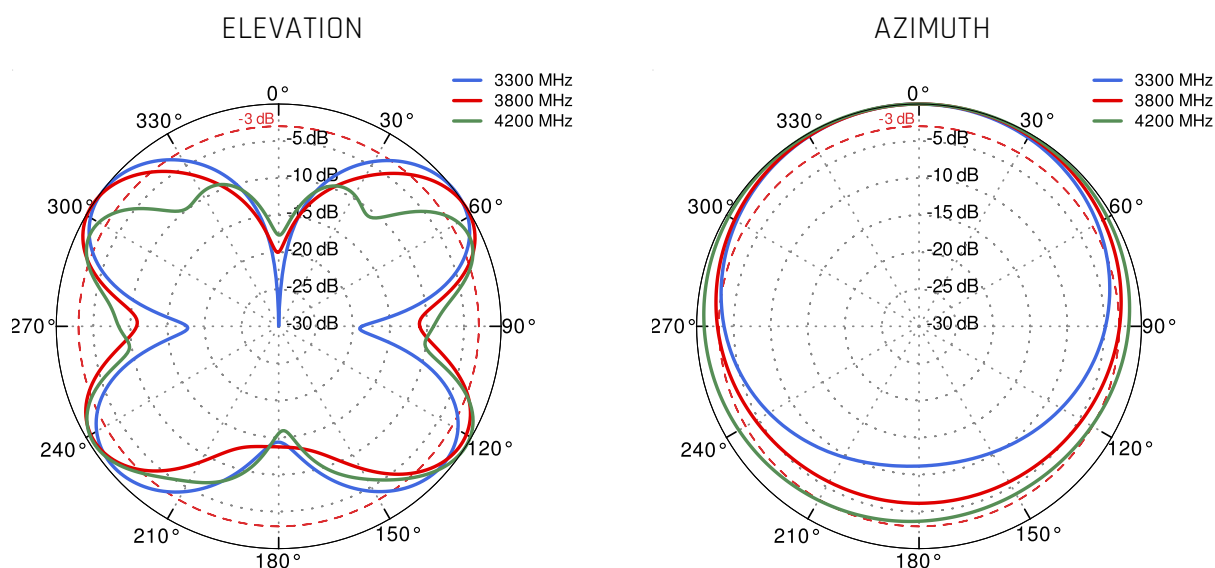 ELEVATION
3300 MHz
3800 MHz
4200 MHz
0°
30°
60°
90°
120°
150°
180°
210°
240°
270°
300°
330°
-3 dB
-5 dB
-10 dB
-15 dB
-20 dB
-25 dB
-30 dB
AZIMUTH
3300 MHz
3800 MHz
4200 MHz
0°
30°
60°
90°
120°
150°
180°
210°
240°
270°
300°
330°
-3 dB
-5 dB
-10 dB
-15 dB
-20 dB
-25 dB
-30 dB